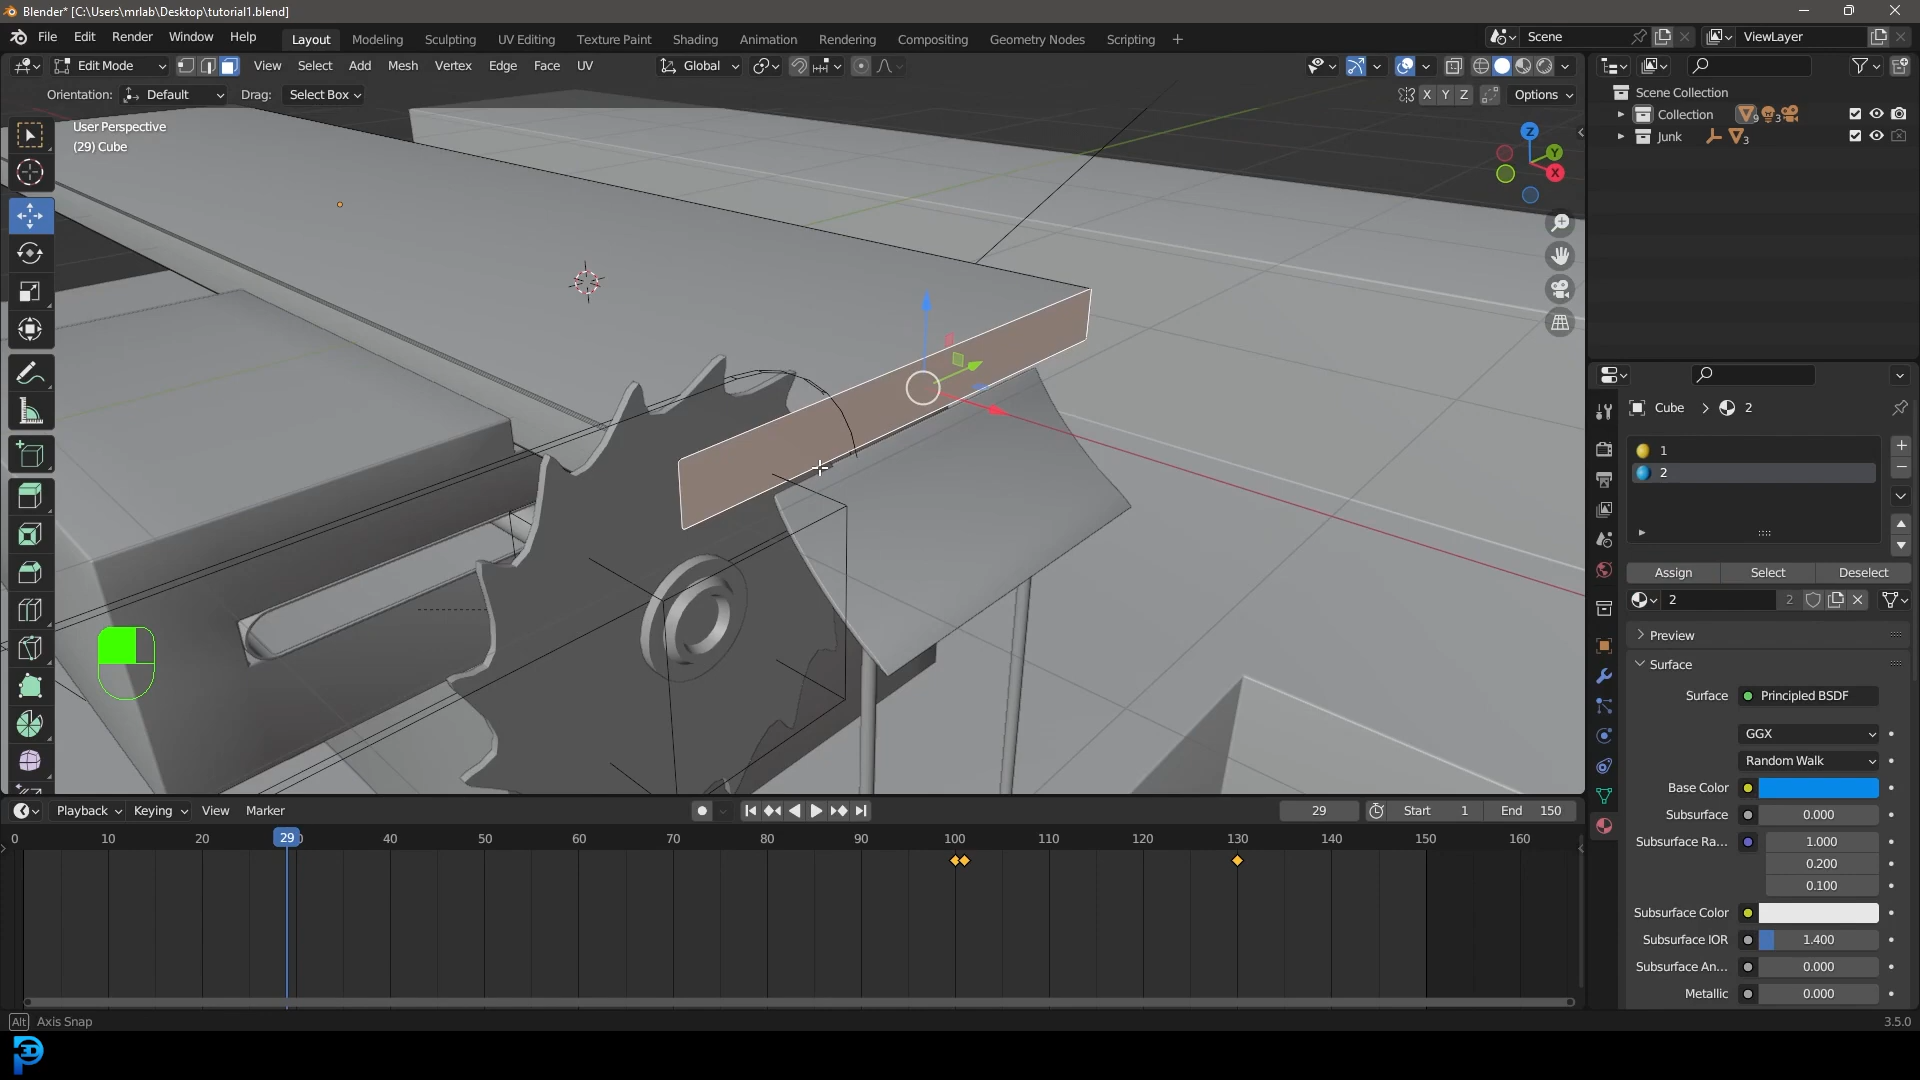 Blender* [C:\Users\mrlab\Desktop\tutorial1.blend]
File Edit Render Window Help Layout Modeling Sculpting UV Editing Texture Paint Shading Animation Rendering Compositing Geometry Nodes Scripting + Scene ViewLayer
Edit Mode View Select Add Mesh Vertex Edge Face UV Global
Orientation: Default Drag: Select Box X Y Z Options
User Perspective
(29) Cube
Z
Y
X
Scene Collection
Collection 9 3
Junk 3
Cube > 2
1
2
Assign Select Deselect
2 2
Preview
Surface
Surface Principled BSDF
GGX
Random Walk
Base Color
Subsurface 0.000
Subsurface Ra... 1.000
0.200
0.100
Subsurface Color
Subsurface IOR 1.400
Subsurface An... 0.000
Metallic 0.000
Playback Keying View Marker 29 Start 1 End 150
0 10 20 29 40 50 60 70 80 90 100 110 120 130 140 150 160
Alt Axis Snap 3.5.0
3D